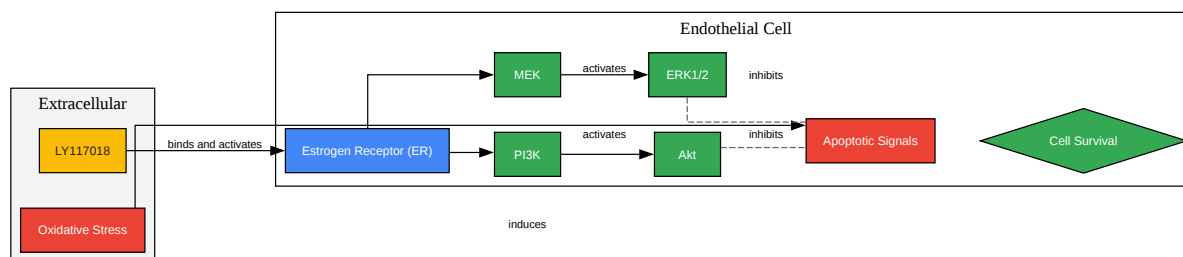 Endothelial Cell
Extracellular
MEK
activates
ERK1/2
inhibits
LY117018
binds and activates
Estrogen Receptor (ER)
PI3K
activates
Akt
inhibits
Apoptotic Signals
Cell Survival
Oxidative Stress
induces